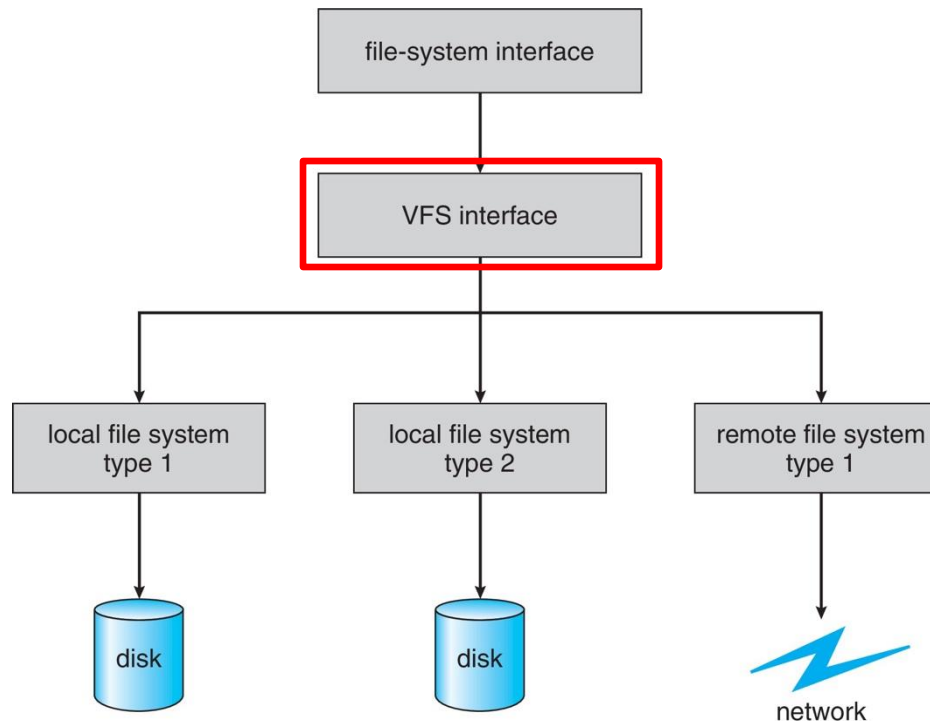 file-system interface
VFS interface
local file system
type 1
local file system
type 2
remote file system
type 1
disk
disk
network